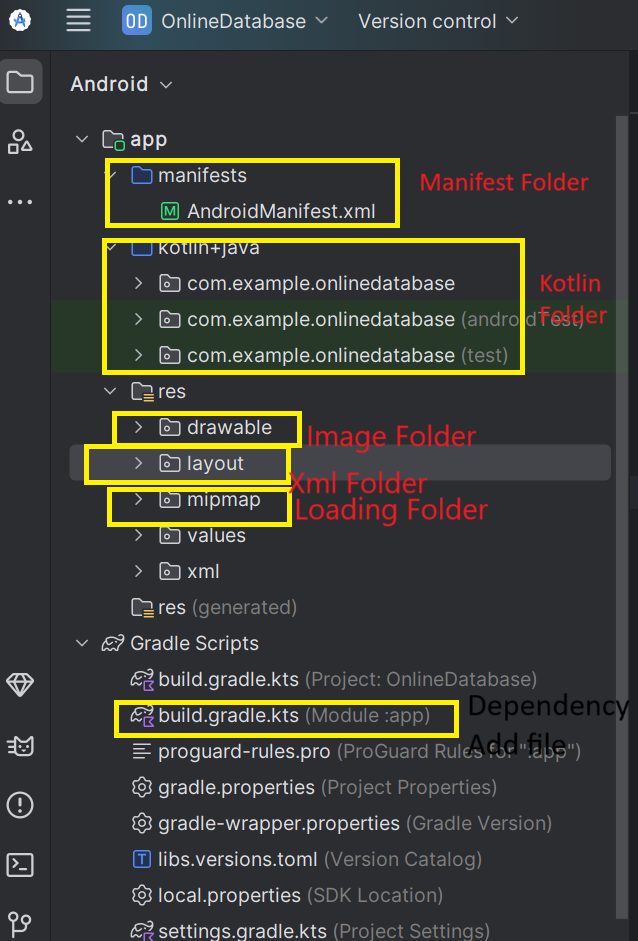 OD OnlineDatabase Version control
Android
app
manifests
Manifest Folder
M AndroidManifest.xml
kotlin+java
com.example.onlinedatabase
Kotlin
Folder
com.example.onlinedatabase (androidTest)
com.example.onlinedatabase (test)
res
drawable
Image Folder
layout
Xml Folder
mipmap
Loading Folder
values
xml
res (generated)
Gradle Scripts
build.gradle.kts (Project: OnlineDatabase)
build.gradle.kts (Module :app)
Dependency
Add file
proguard-rules.pro (ProGuard Rules for ":app")
gradle.properties (Project Properties)
gradle-wrapper.properties (Gradle Version)
T libs.versions.toml (Version Catalog)
local.properties (SDK Location)
settings.gradle.kts (Project Settings)